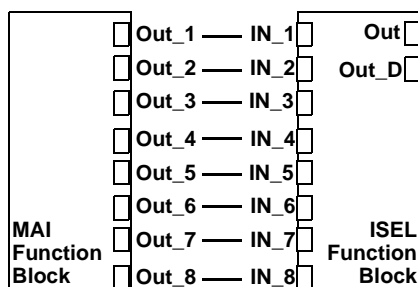 Out_1 IN_1 Out
Out_2 IN_2 Out_D
Out_3 IN_3
Out_4 IN_4
Out_5 IN_5
Out_6 IN_6
Out_7 IN_7
Out_8 IN_8
MAI
Function
Block
ISEL
Function
Block